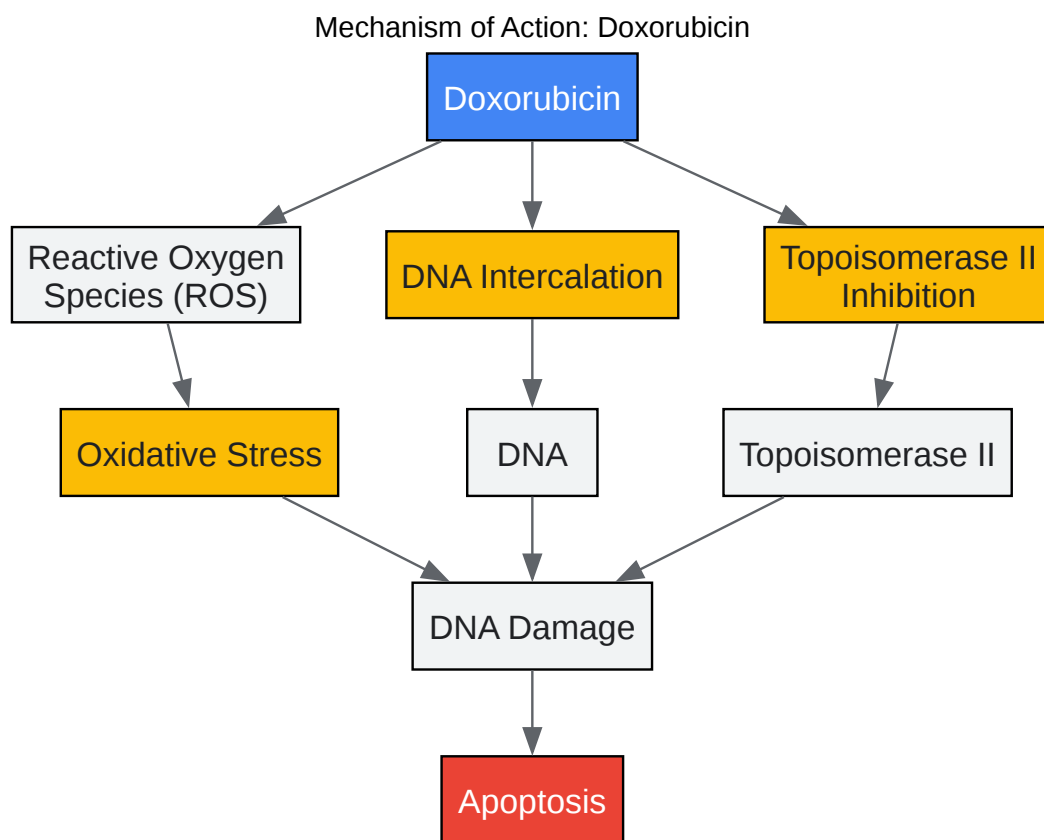 Mechanism of Action: Doxorubicin
Doxorubicin
Reactive Oxygen
Species (ROS)
DNA Intercalation
Topoisomerase II
Inhibition
Oxidative Stress
DNA
Topoisomerase II
DNA Damage
Apoptosis